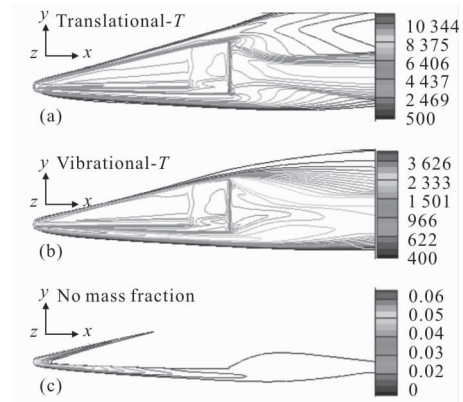 y Translational-T
z x
(a)
10 344
8 375
6 406
4 437
2 469
500
y Vibrational-T
z x
(b)
3 626
2 333
1 501
966
622
400
y No mass fraction
z x
(c)
0.06
0.05
0.04
0.03
0.02
0